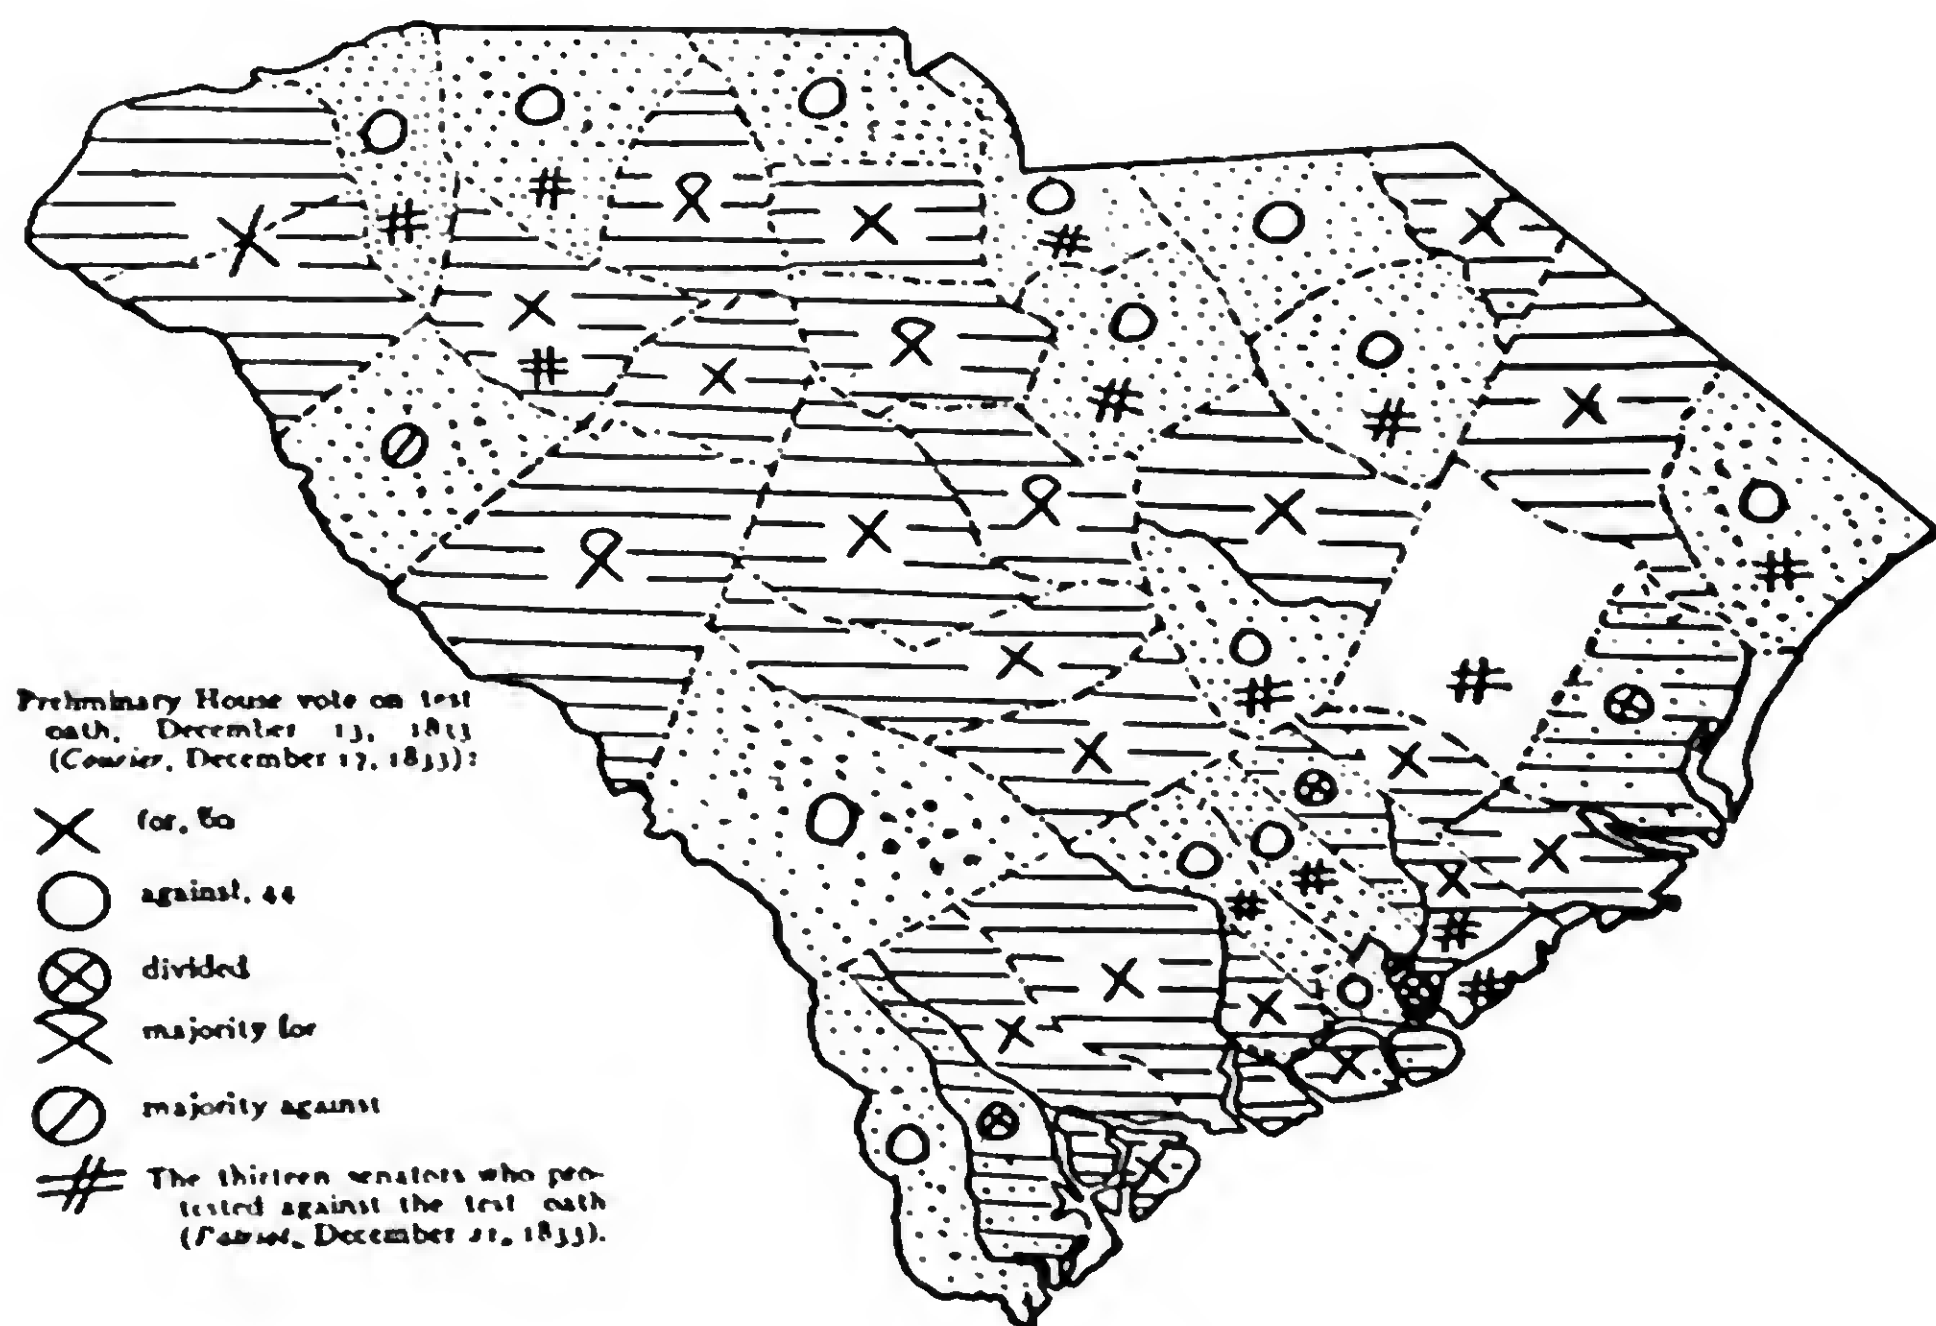 Preliminary House vote on test
oath, December 13, 1833
(Courier, December 17, 1833):
for, 80
against, 44
divided
majority for
majority against
The thirteen senators who pro-
tested against the test oath
(Patriot, December 21, 1833).